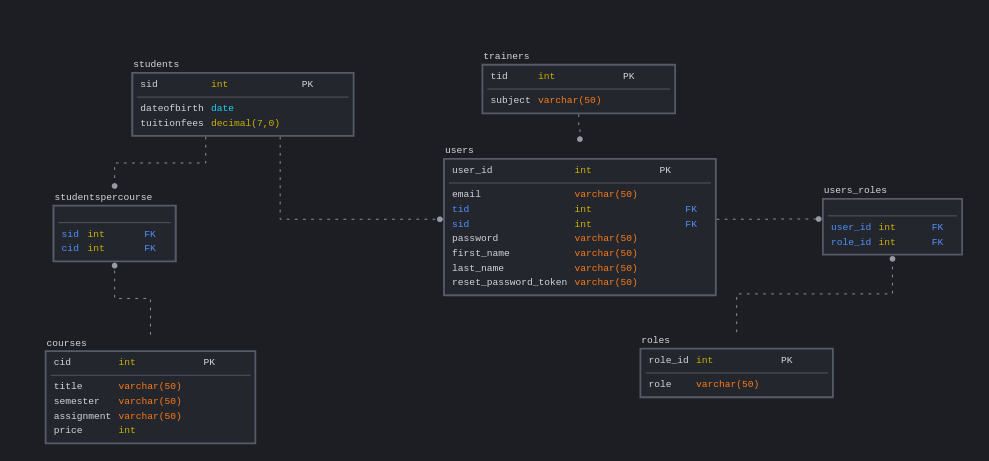 students
sid int PK
dateofbirth date
tuitionfees decimal(7,0)
trainers
tid int PK
subject varchar(50)
users
user_id int PK
email varchar(50)
tid int FK
sid int FK
password varchar(50)
first_name varchar(50)
last_name varchar(50)
reset_password_token varchar(50)
users_roles
user_id int FK
role_id int FK
studentspercourse
sid int FK
cid int FK
courses
cid int PK
title varchar(50)
semester varchar(50)
assignment varchar(50)
price int
roles
role_id int PK
role varchar(50)